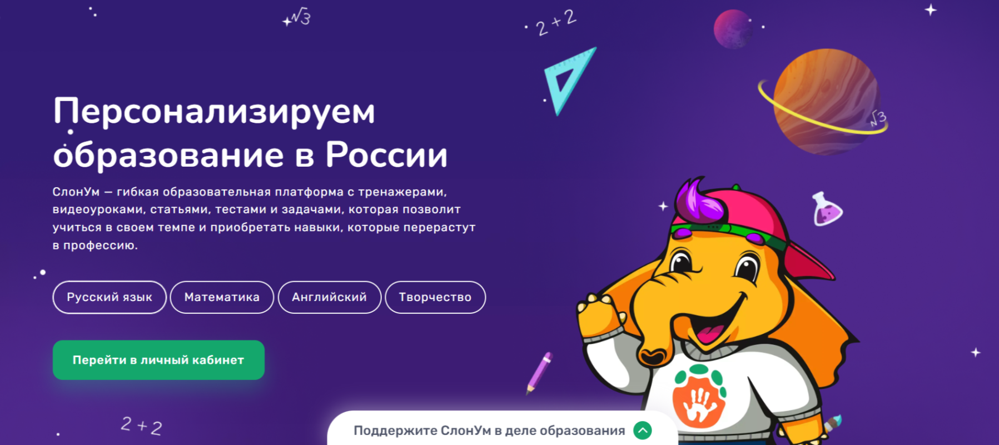 √3
2 + 2
√3
Персонализируем
образование в России
СлонУм — гибкая образовательная платформа с тренажерами,
видеоуроками, статьями, тестами и задачами, которая позволит
учиться в своем темпе и приобретать навыки, которые перерастут
в профессию.
Русский язык Математика Английский Творчество
Перейти в личный кабинет
2 + 2
Поддержите СлонУм в деле образования